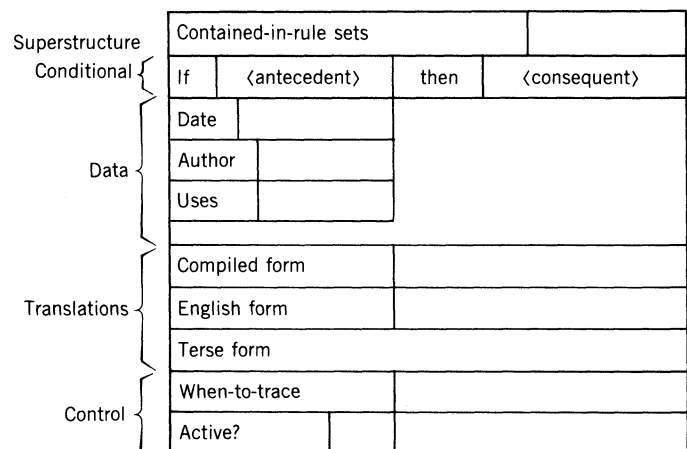 Superstructure Contained-in-rule sets
Conditional If ⟨antecedent⟩ then ⟨consequent⟩
Data
Date
Author
Uses
Translations
Compiled form
English form
Terse form
Control
When-to-trace
Active?